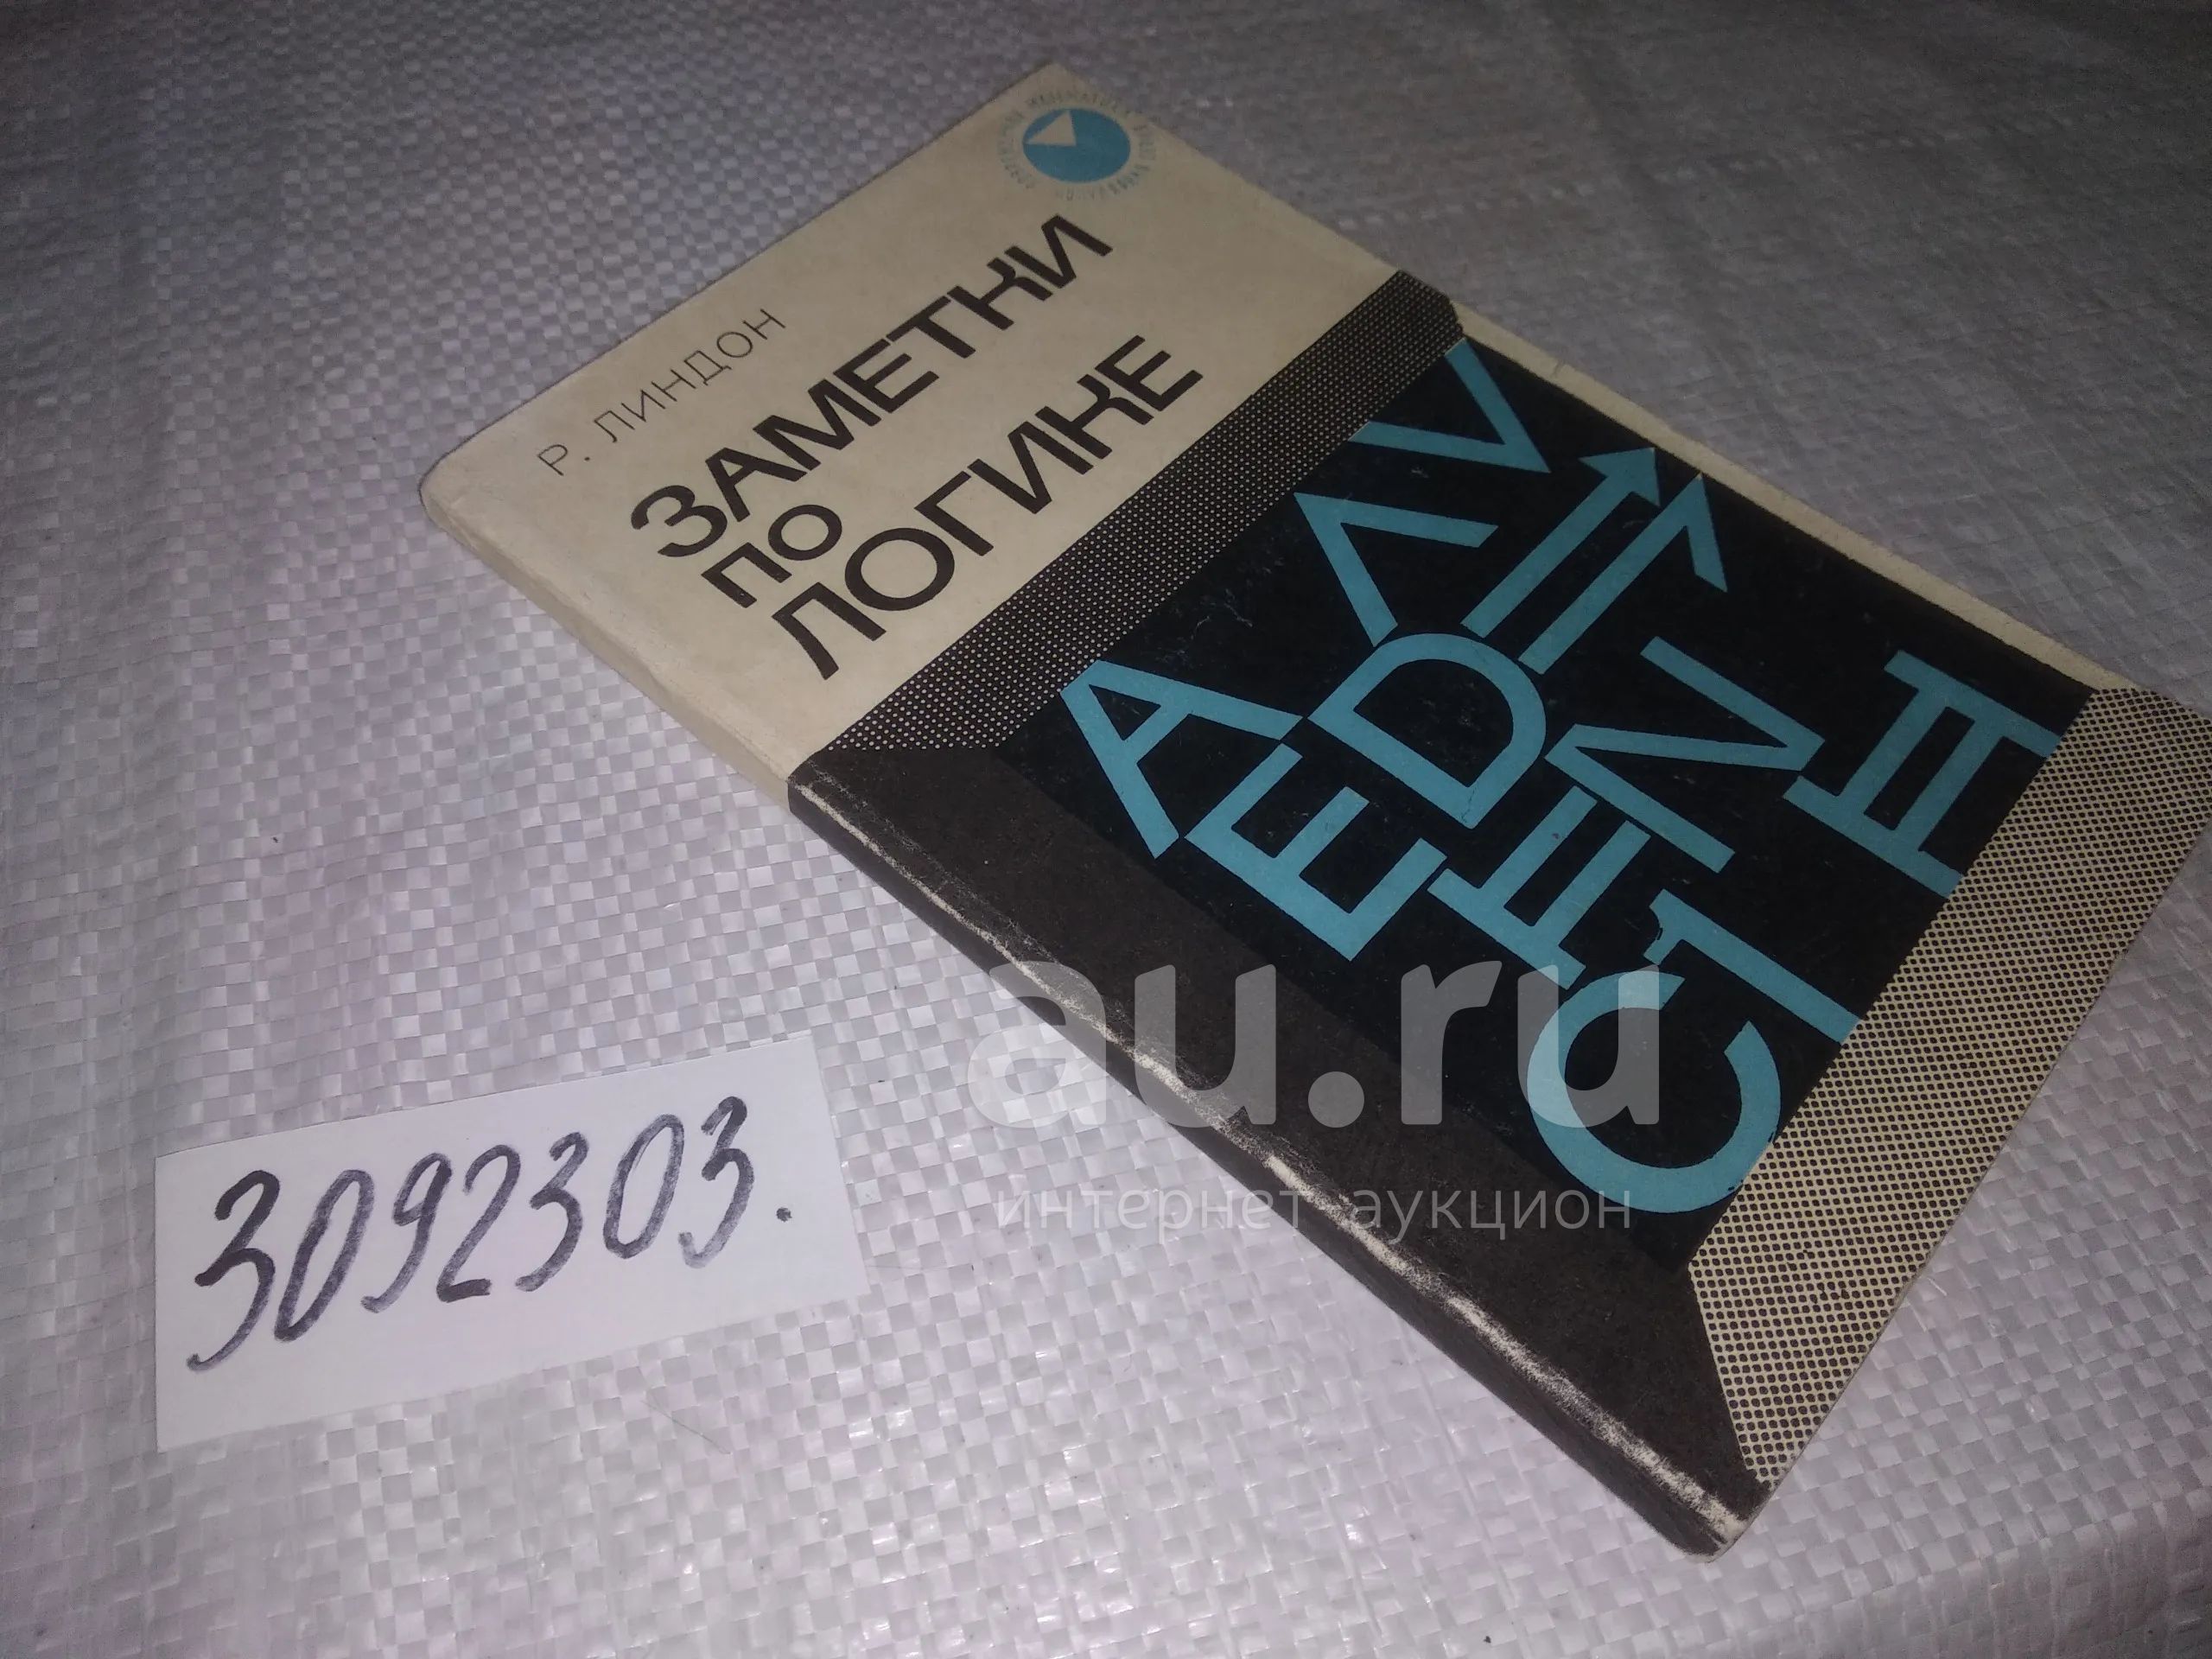 Р. ЛИНДОН
ЗАМЕТКИ
ПО
ЛОГИКЕ
au.ru
интернет аукцион
3092303.